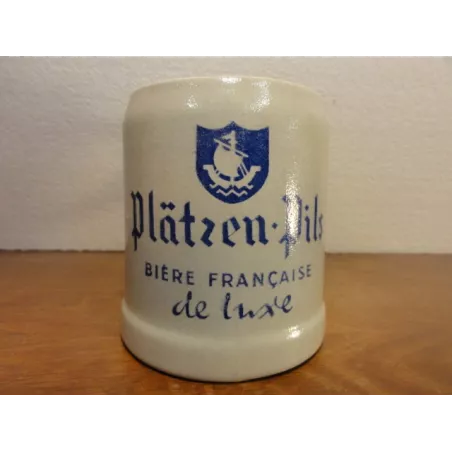 Plätzen-Pils
BIÈRE FRANÇAISE
de luxe